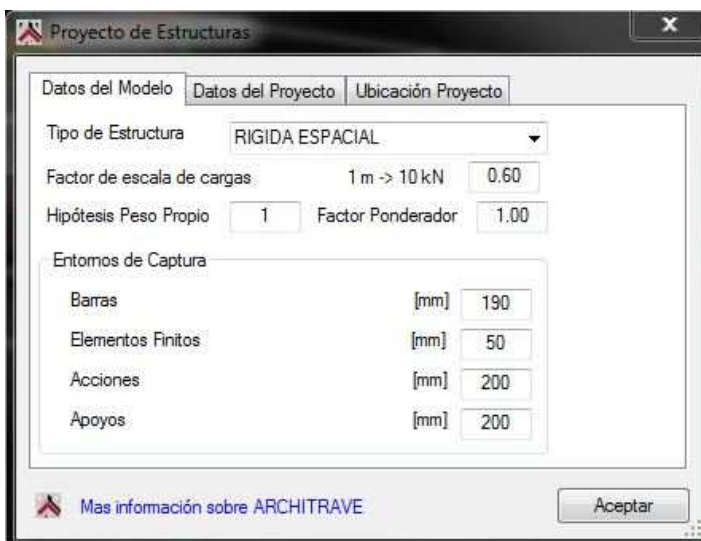 Proyecto de Estructuras
x
Datos del Modelo Datos del Proyecto Ubicación Proyecto
Tipo de Estructura RIGIDA ESPACIAL
Factor de escala de cargas 1 m -> 10 kN 0.60
Hipótesis Peso Propio 1 Factor Ponderador 1.00
Entornos de Captura
Barras [mm] 190
Elementos Finitos [mm] 50
Acciones [mm] 200
Apoyos [mm] 200
Mas información sobre ARCHITRAVE Aceptar